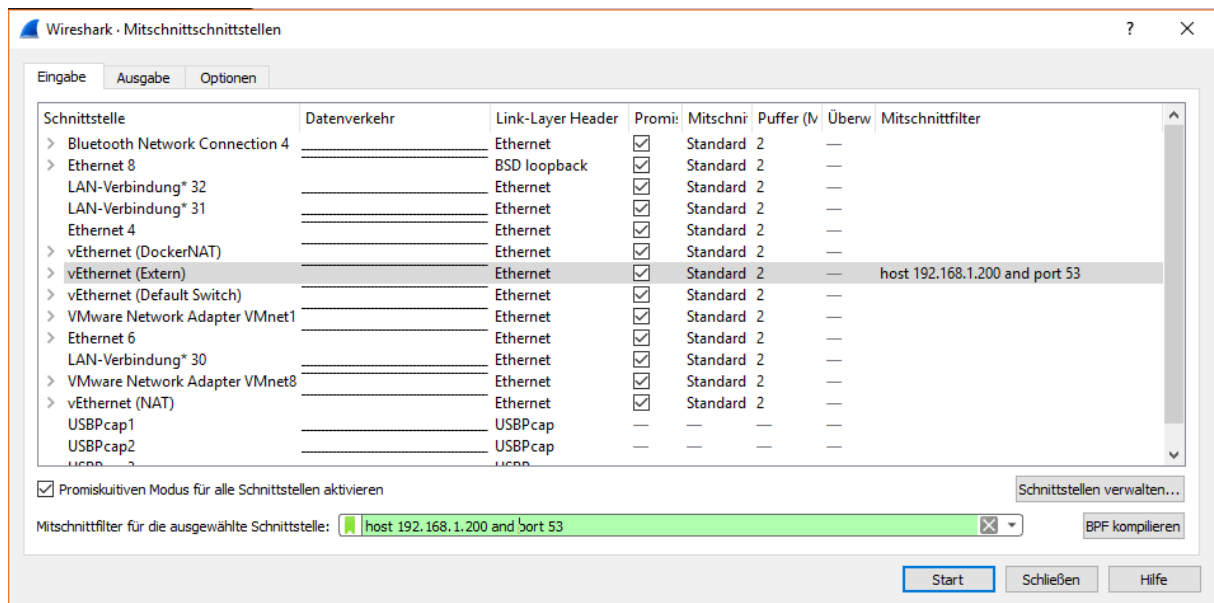 Wireshark · Mitschnittschnittstellen ?
Eingabe Ausgabe Optionen
Schnittstelle Datenverkehr Link-Layer Header Promi: Mitschni Puffer (M Überw Mitschnittfilter
> Bluetooth Network Connection 4 Ethernet Standard 2 —
> Ethernet 8 BSD loopback Standard 2 —
LAN-Verbindung* 32 Ethernet Standard 2 —
LAN-Verbindung* 31 Ethernet Standard 2 —
Ethernet 4 Ethernet Standard 2 —
> vEthernet (DockerNAT) Ethernet Standard 2 —
> vEthernet (Extern) Ethernet Standard 2 — host 192.168.1.200 and port 53
> vEthernet (Default Switch) Ethernet Standard 2 —
> VMware Network Adapter VMnet1 Ethernet Standard 2 —
> Ethernet 6 Ethernet Standard 2 —
LAN-Verbindung* 30 Ethernet Standard 2 —
> VMware Network Adapter VMnet8 Ethernet Standard 2 —
> vEthernet (NAT) Ethernet Standard 2 —
USBPcap1 USBPcap — — — —
USBPcap2 USBPcap — — — —
Promiskuitiven Modus für alle Schnittstellen aktivieren Schnittstellen verwalten...
Mitschnittfilter für die ausgewählte Schnittstelle: host 192.168.1.200 and port 53 BPF kompilieren
Start Schließen Hilfe